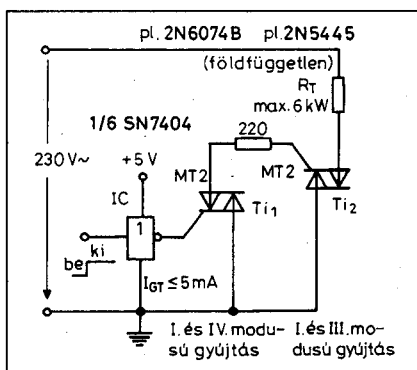 pl. 2N6074B pl. 2N5445
(földfüggetlen)
R_T
max. 6 kW
1/6 SN7404
220
230 V~
+5 V
MT2
MT2
IC
Ti₁
Ti₂
1
ki
be
I_GT ≤ 5 mA
I. és IV. modu-
sú gyújtás
I. és III. mo-
dusú gyújtás